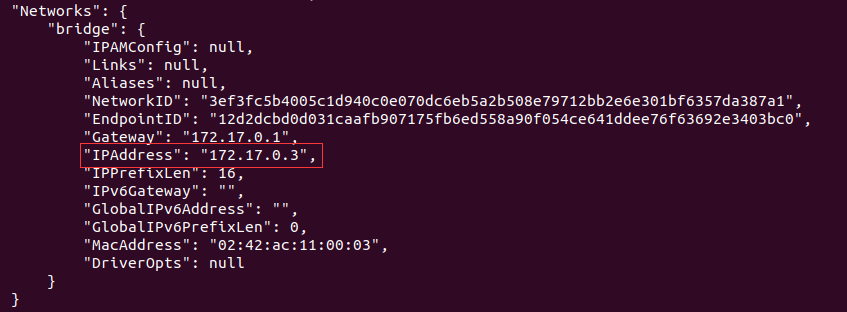 "Networks": {
"bridge": {
"IPAMConfig": null,
"Links": null,
"Aliases": null,
"NetworkID": "3ef3fc5b4005c1d940c0e070dc6eb5a2b508e79712bb2e6e301bf6357da387a1",
"EndpointID": "12d2dcbd0d031caafb907175fb6ed558a90f054ce641ddee76f63692e3403bc0",
"Gateway": "172.17.0.1",
"IPAddress": "172.17.0.3",
"IPPrefixLen": 16,
"IPv6Gateway": "",
"GlobalIPv6Address": "",
"GlobalIPv6PrefixLen": 0,
"MacAddress": "02:42:ac:11:00:03",
"DriverOpts": null
}
}